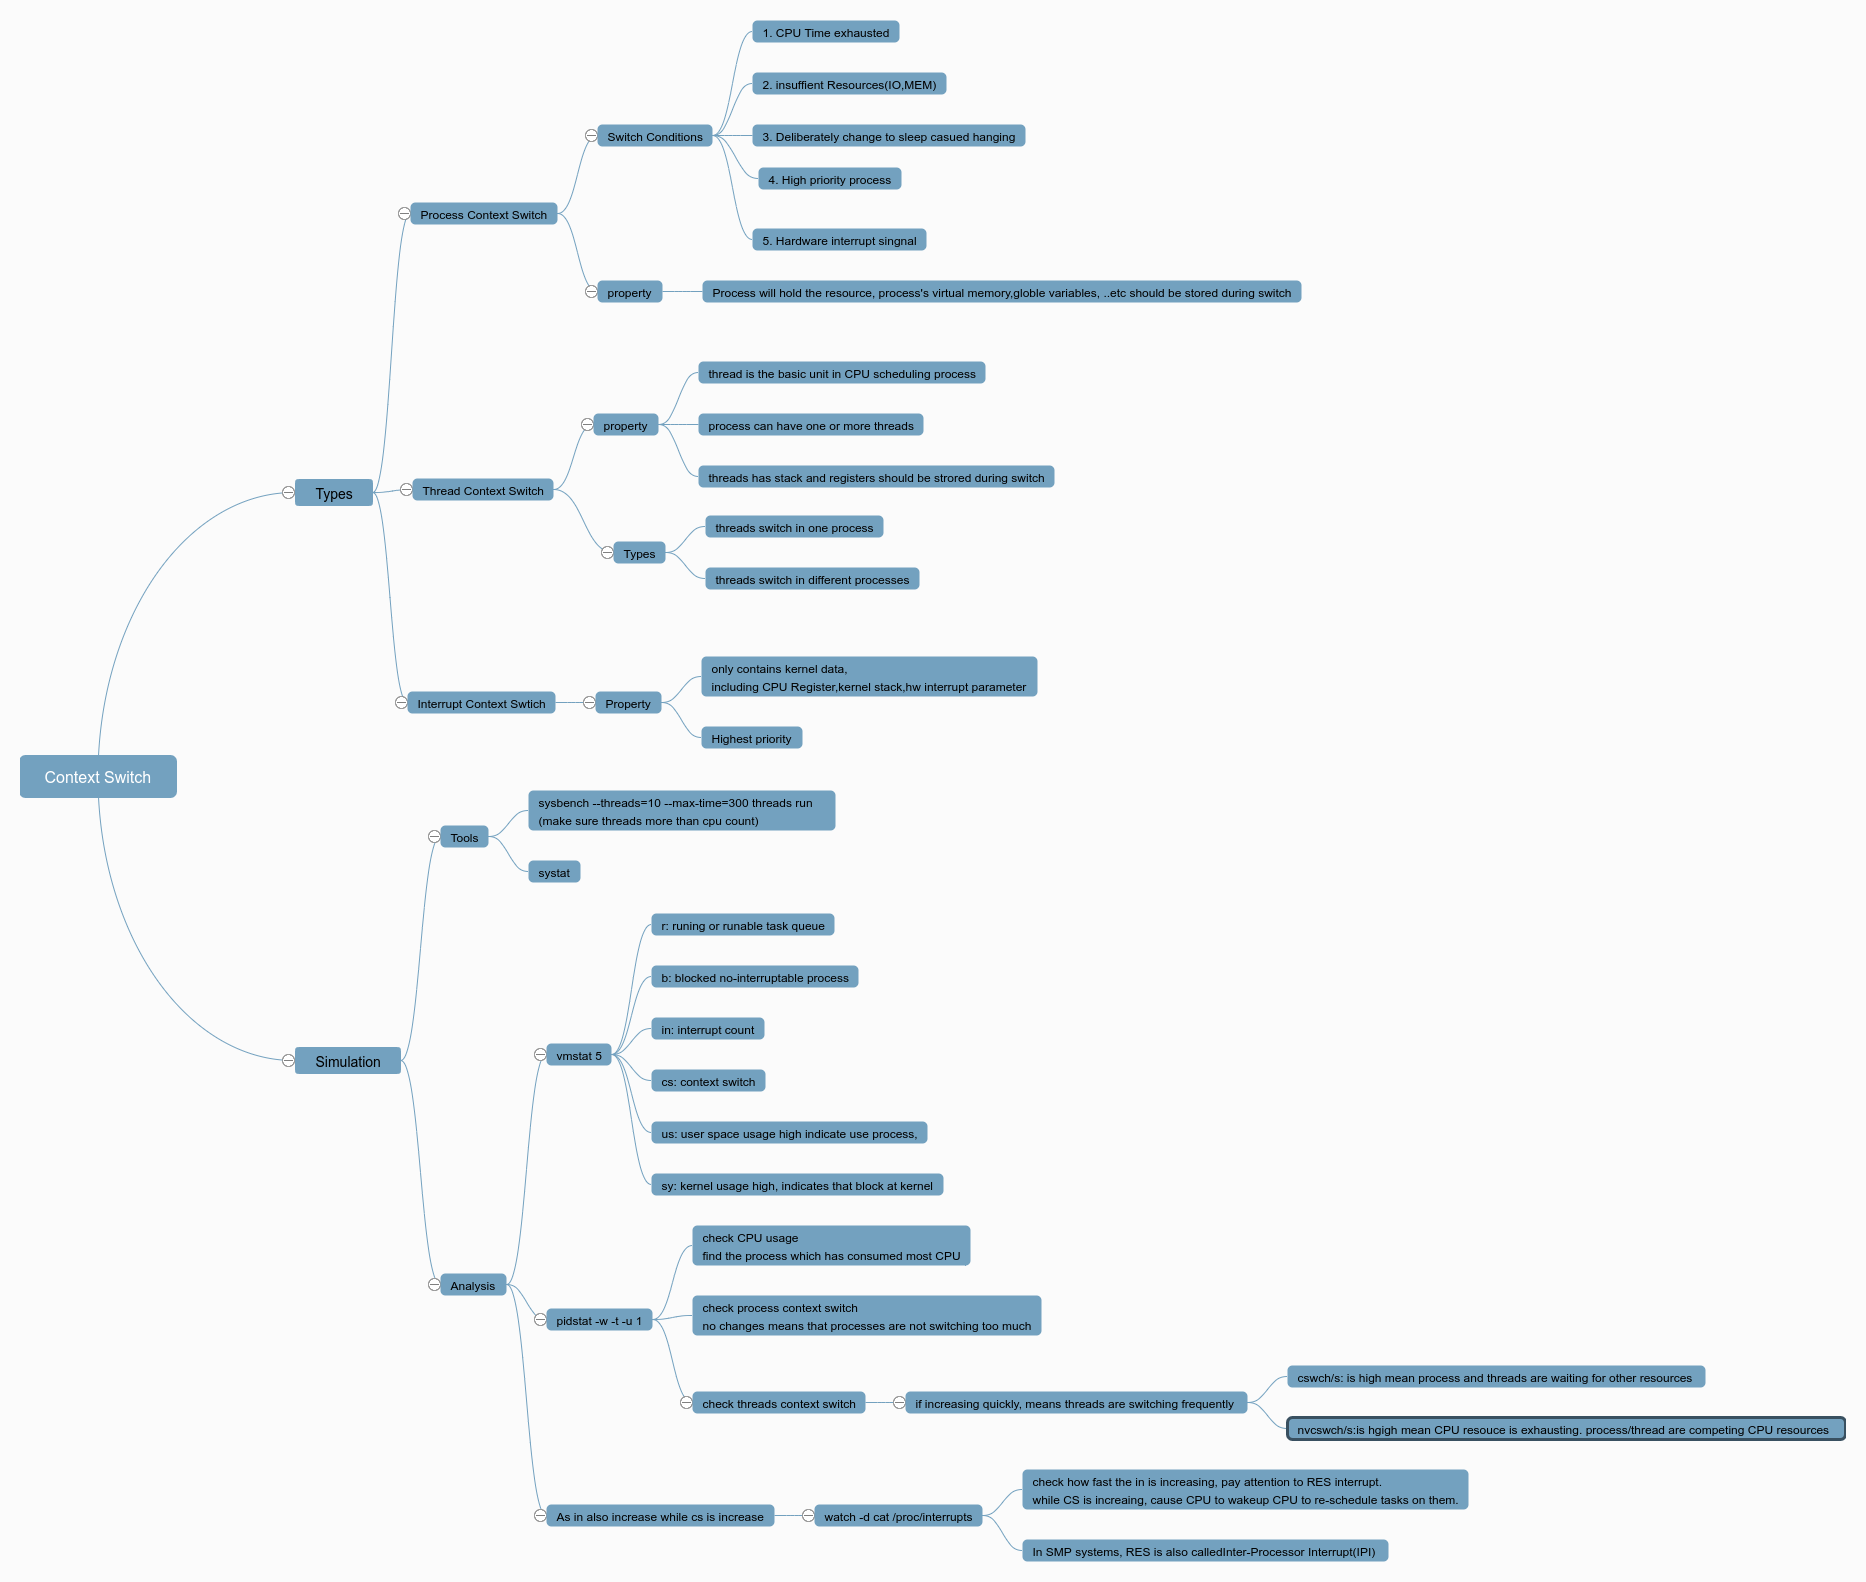 1. CPU Time exhausted
2. insuffient Resources(IO,MEM)
Switch Conditions
3. Deliberately change to sleep casued hanging
4. High priority process
Process Context Switch
5. Hardware interrupt singnal
property
Process will hold the resource, process's virtual memory,globle variables, ..etc should be stored during switch
thread is the basic unit in CPU scheduling process
property
process can have one or more threads
threads has stack and registers should be strored during switch
Types
Thread Context Switch
threads switch in one process
Types
threads switch in different processes
only contains kernel data,
including CPU Register,kernel stack,hw interrupt parameter
Interrupt Context Swtich
Property
Highest priority
Context Switch
sysbench --threads=10 --max-time=300 threads run
(make sure threads more than cpu count)
Tools
systat
r: runing or runable task queue
b: blocked no-interruptable process
in: interrupt count
vmstat 5
cs: context switch
Simulation
us: user space usage high indicate use process,
sy: kernel usage high, indicates that block at kernel
check CPU usage
find the process which has consumed most CPU
Analysis
check process context switch
no changes means that processes are not switching too much
pidstat -w -t -u 1
cswch/s: is high mean process and threads are waiting for other resources
check threads context switch
if increasing quickly, means threads are switching frequently
nvcswch/s:is hgigh mean CPU resouce is exhausting. process/thread are competing CPU resources
check how fast the in is increasing, pay attention to RES interrupt.
while CS is increaing, cause CPU to wakeup CPU to re-schedule tasks on them.
As in also increase while cs is increase
watch -d cat /proc/interrupts
In SMP systems, RES is also calledInter-Processor Interrupt(IPI)